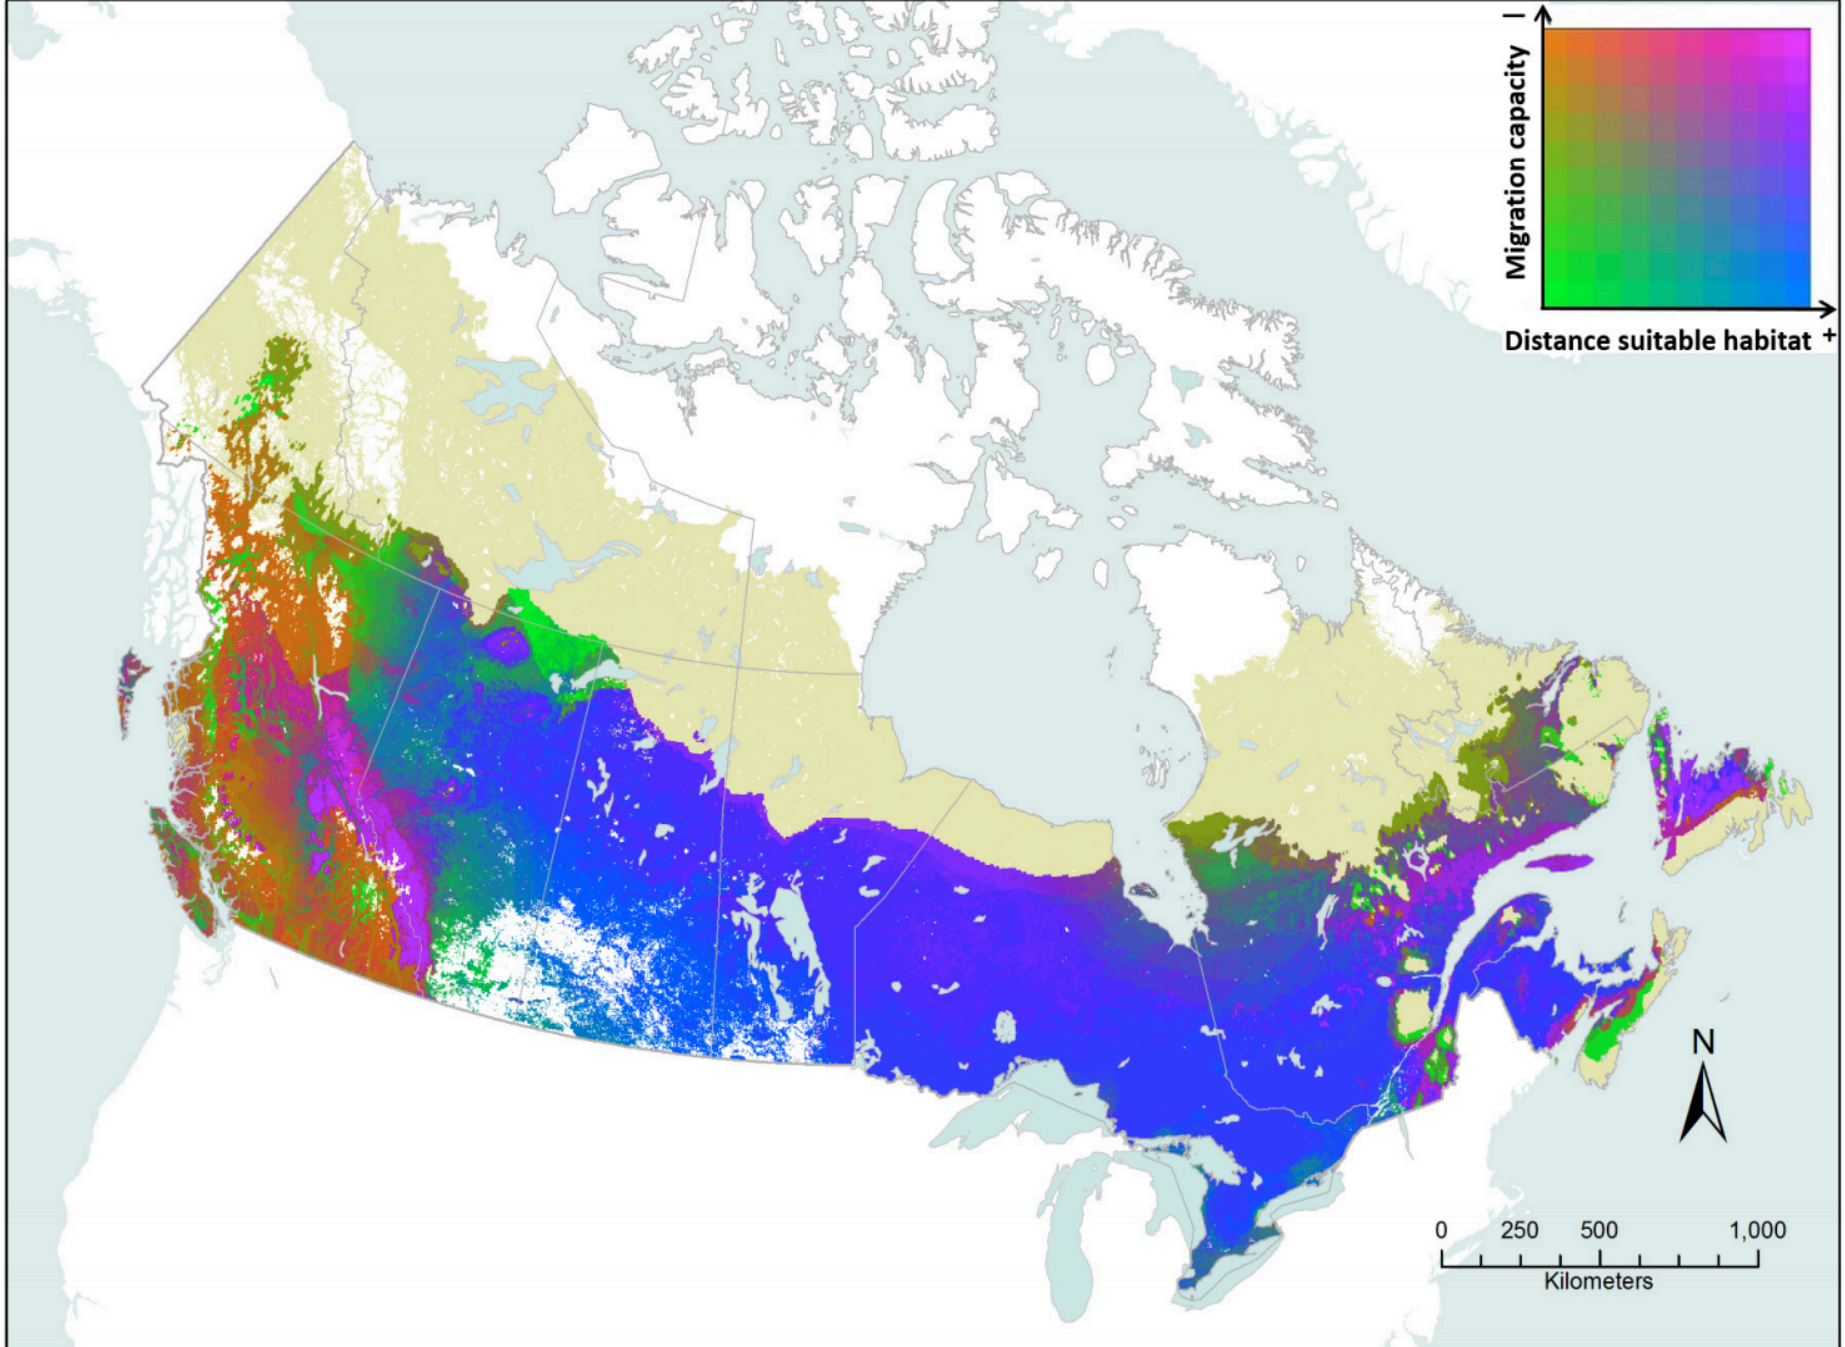 —
Migration capacity
Distance suitable habitat +
N
0 250 500 1,000
Kilometers